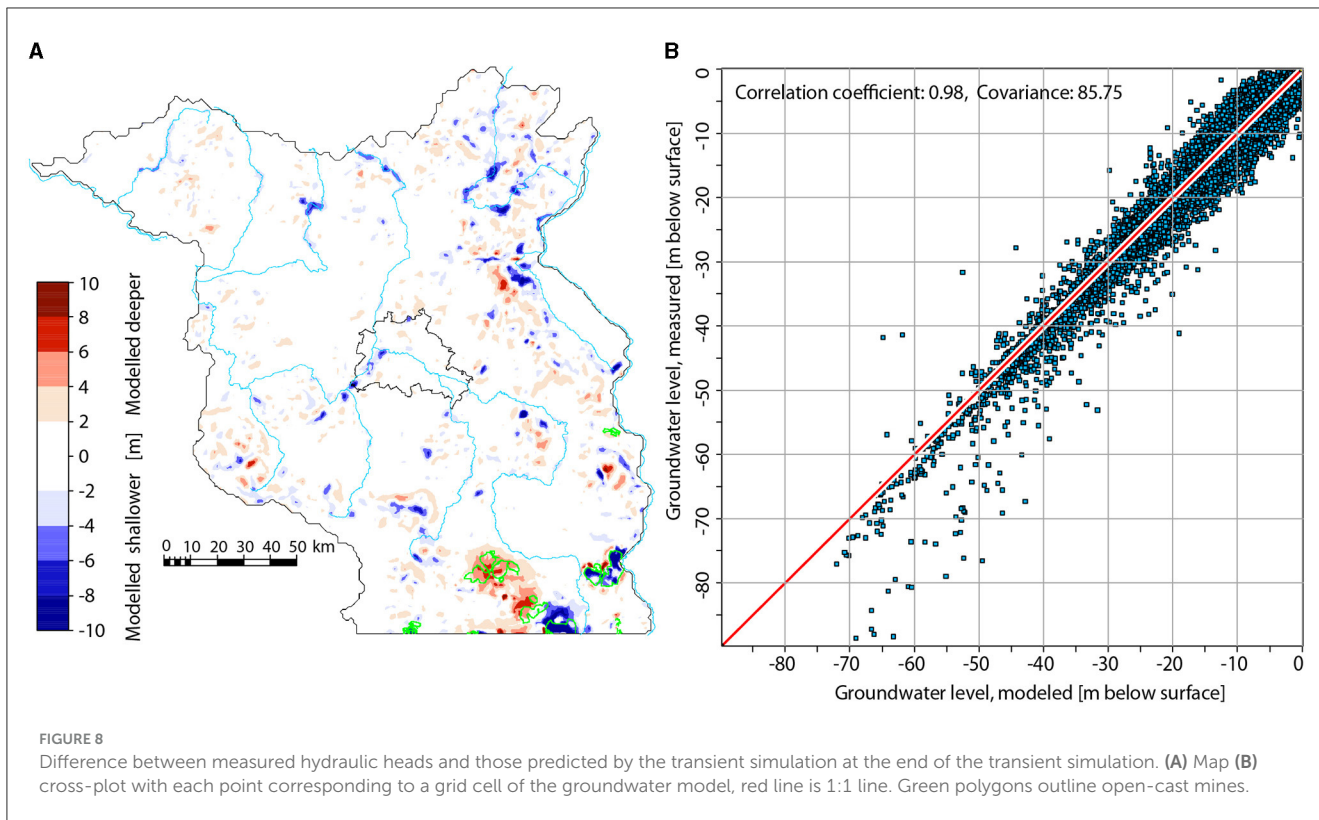 A
10
8
6
4
2
0
-2
-4
-6
-8
-10
Modelled shallower [m] Modelled deeper
0 10 20 30 40 50 km
B
Correlation coefficient: 0.98, Covariance: 85.75
Groundwater level, measured [m below surface]
0
-10
-20
-30
-40
-50
-60
-70
-80
-80 -70 -60 -50 -40 -30 -20 -10 0
Groundwater level, modeled [m below surface]
FIGURE 8
Difference between measured hydraulic heads and those predicted by the transient simulation at the end of the transient simulation. (A) Map (B)
cross-plot with each point corresponding to a grid cell of the groundwater model, red line is 1:1 line. Green polygons outline open-cast mines.